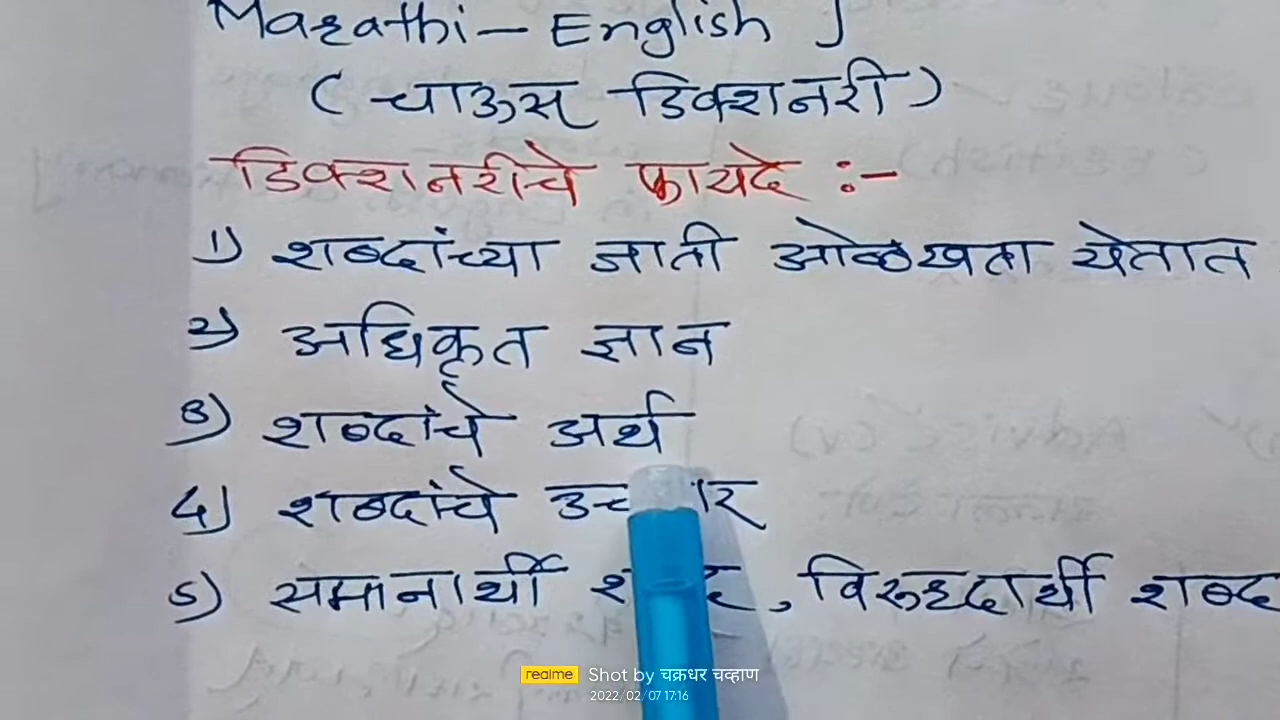 Marathi - English ]
( चाऊस डिक्शनरी )
डिक्शनरीचे फायदे :-
1) शब्दांच्या जाती ओळखता येतात
2) अधिकृत ज्ञान
3) शब्दांचे अर्थ
4) शब्दांचे
5) समानार्थी , विरुद्धार्थी शब्द
realme Shot by चक्रधर चव्हाण
2022/02/07 17:16